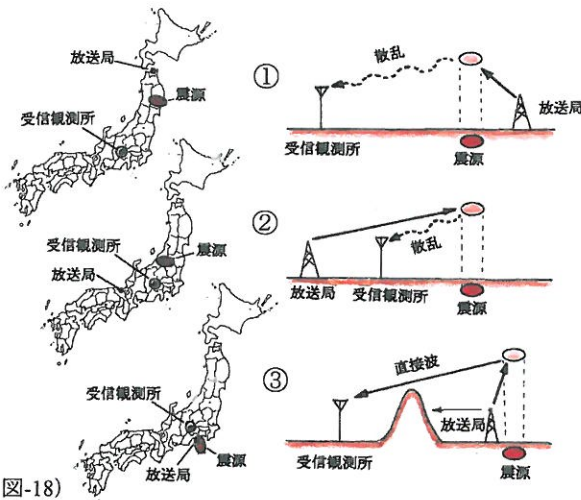 放送局
震源
受信観測所
①
散乱
放送局
受信観測所
震源
受信観測所
震源
放送局
②
散乱
放送局
受信観測所
震源
受信観測所
放送局
震源
③
直接波
放送局
受信観測所
震源
図-18)